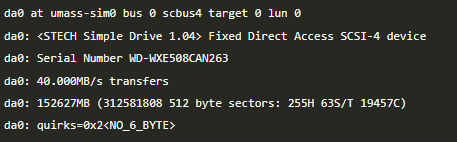 da0 at umass-sim0 bus 0 scbus4 target 0 lun 0
da0: <STECH Simple Drive 1.04> Fixed Direct Access SCSI-4 device
da0: Serial Number WD-WXE508CAN263
da0: 40.000MB/s transfers
da0: 152627MB (312581808 512 byte sectors: 255H 63S/T 19457C)
da0: quirks=0x2<NO_6_BYTE>